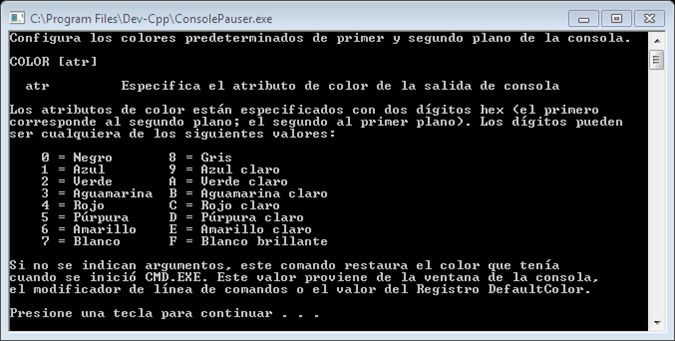 C:\Program Files\Dev-Cpp\ConsolePauser.exe
Configura los colores predeterminados de primer y segundo plano de la consola.
COLOR [atr]
atr         Especifica el atributo de color de la salida de consola
Los atributos de color están especificados con dos dígitos hex (el primero
corresponde al segundo plano; el segundo al primer plano). Los dígitos pueden
ser cualquiera de los siguientes valores:
0 = Negro       8 = Gris
1 = Azul        9 = Azul claro
2 = Verde       A = Verde claro
3 = Aguamarina  B = Aguamarina claro
4 = Rojo        C = Rojo claro
5 = Púrpura     D = Púrpura claro
6 = Amarillo    E = Amarillo claro
7 = Blanco      F = Blanco brillante
Si no se indican argumentos, este comando restaura el color que tenía
cuando se inició CMD.EXE. Este valor proviene de la ventana de la consola,
el modificador de línea de comandos o el valor del Registro DefaultColor.
Presione una tecla para continuar . . .